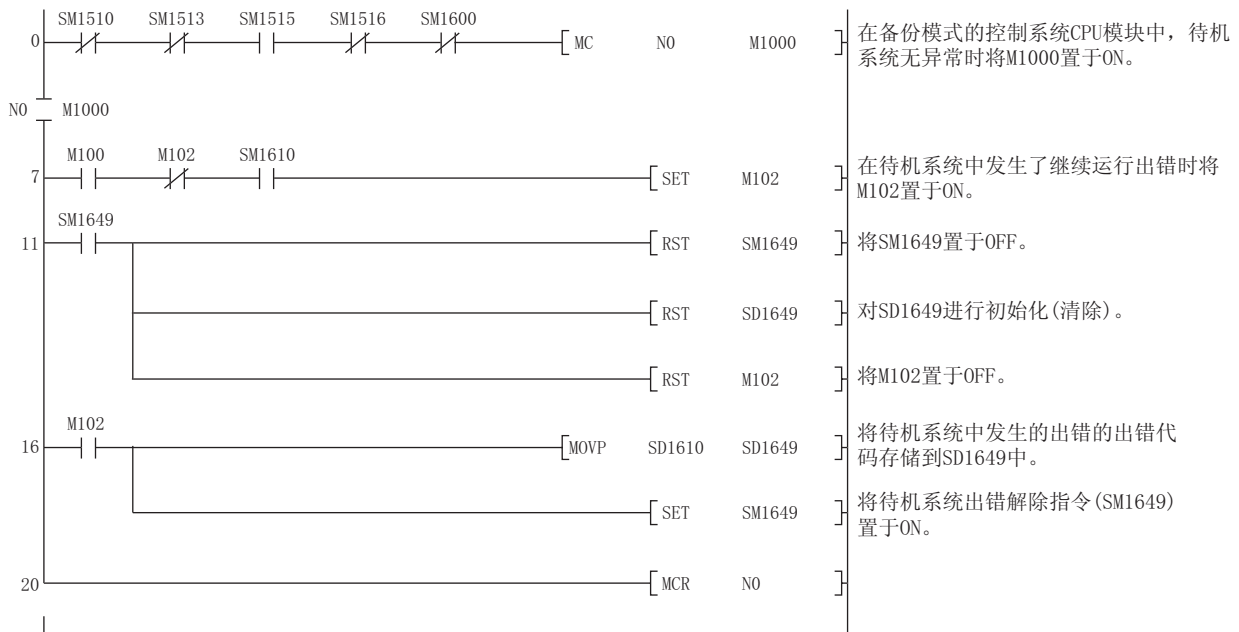 SM1510 SM1513 SM1515 SM1516 SM1600
0 MC N0 M1000 在备份模式的控制系统CPU模块中，待机
系统无异常时将M1000置于ON。
N0 M1000
M100 M102 SM1610
7 SET M102 在待机系统中发生了继续运行出错时将
M102置于ON。
SM1649
11 RST SM1649 将SM1649置于OFF。
RST SD1649 对SD1649进行初始化(清除)。
RST M102 将M102置于OFF。
M102
16 MOVP SD1610 SD1649 将待机系统中发生的出错的出错代
码存储到SD1649中。
SET SM1649 将待机系统出错解除指令(SM1649)
置于ON。
20 MCR N0